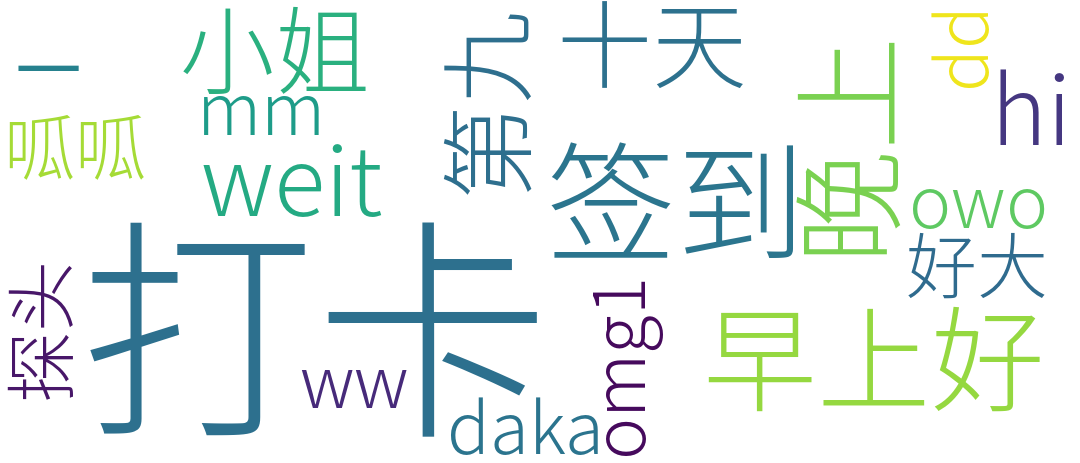 一
小姐
第九
十天
dd
hi
呱呱
mm
weit
签到
晚上
owo
好大
探头
打卡
ww
daka
omg1
早上好